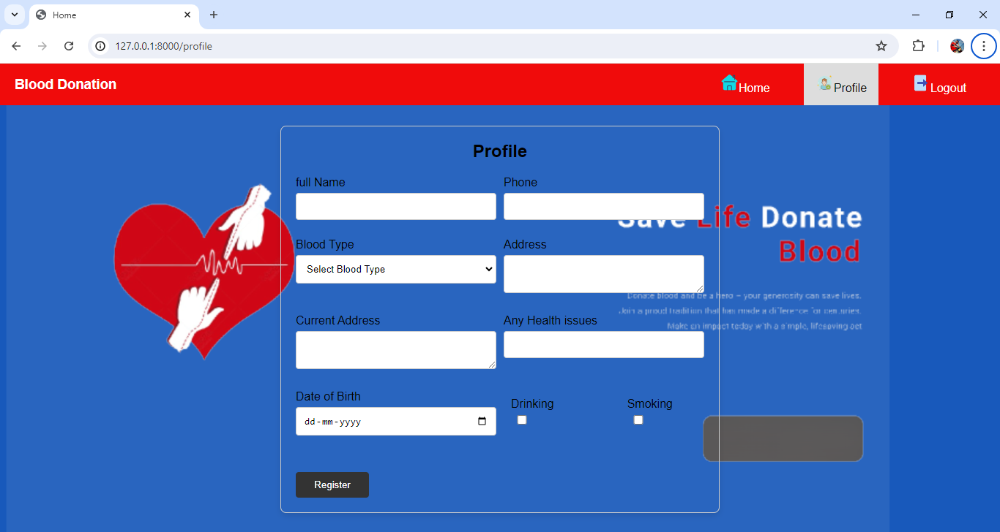 Home
127.0.0.1:8000/profile
Blood Donation
Home
Profile
Logout
Profile
full Name
Phone
Save Life Donate
Blood
Blood Type
Address
Select Blood Type
Donate blood and be a hero – your generosity can save lives.
Join a proud tradition that has made a difference for centuries.
Make an impact today with a simple, lifesaving act
Current Address
Any Health issues
Date of Birth
Drinking
Smoking
dd-mm-yyyy
Register